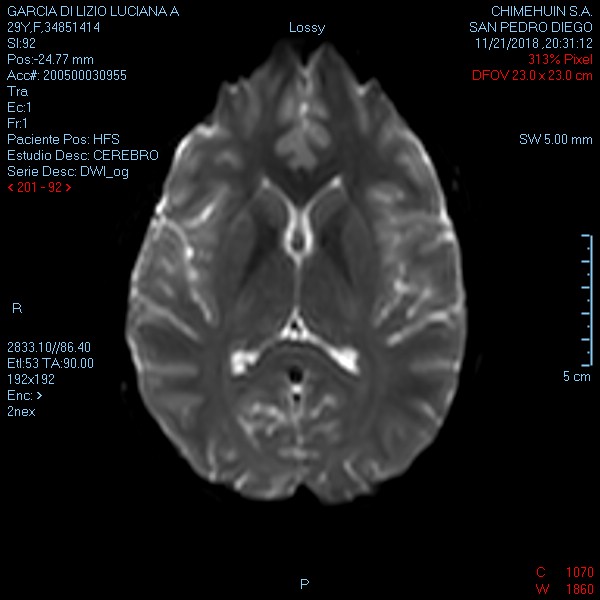 GARCIA DI LIZIO LUCIANA A
29Y,F,34851414
Sl:92
Pos:-24.77 mm
Acc#: 200500030955
Tra
Ec:1
Fr:1
Paciente Pos: HFS
Estudio Desc: CEREBRO
Serie Desc: DWI_og
< 201 - 92 >
Lossy
CHIMEHUIN S.A.
SAN PEDRO DIEGO
11/21/2018 ,20:31:12
313% Pixel
DFOV 23.0 x 23.0 cm
SW 5.00 mm
R
5 cm
2833.10//86.40
Etl:53 TA:90.00
192x192
Enc: >
2nex
P
C 1070
W 1860